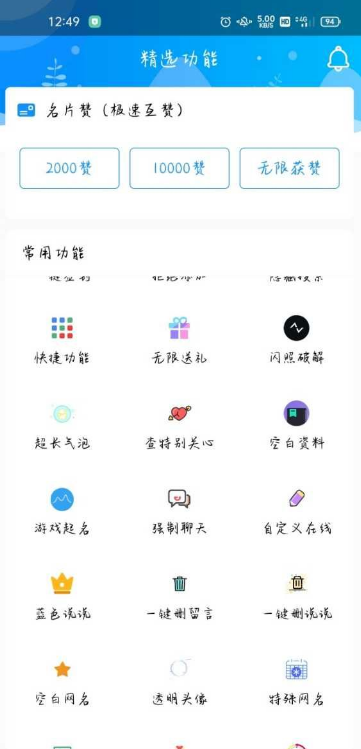 12:49
5.00 KB/S HD 4G 94
精选功能
名片赞（极速互赞）
2000赞 10000赞 无限获赞
常用功能
快捷功能 无限送礼 闪照破解
超长气泡 查特别关心 空白资料
游戏起名 强制聊天 自定义在线
蓝色说说 一键删留言 一键删说说
空白网名 透明头像 特殊网名